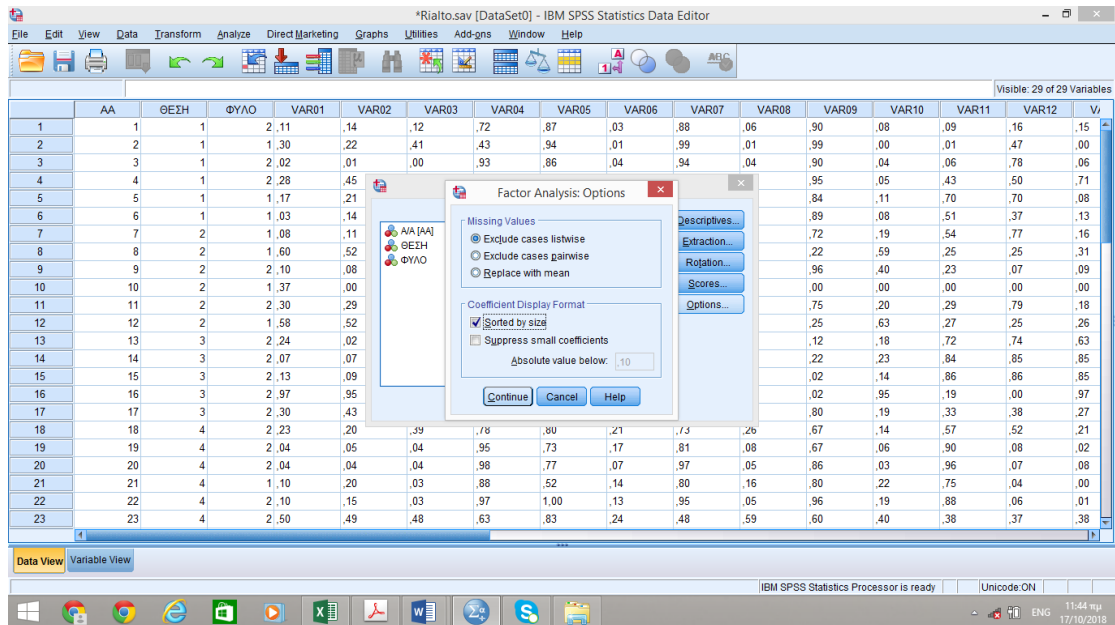 *Rialto.sav [DataSet0] - IBM SPSS Statistics Data Editor
File Edit View Data Transform Analyze Direct Marketing Graphs Utilities Add-ons Window Help
Visible: 29 of 29 Variables
AA ΘΕΣΗ ΦΥΛΟ VAR01 VAR02 VAR03 VAR04 VAR05 VAR06 VAR07 VAR08 VAR09 VAR10 VAR11 VAR12
1 1 1 2 ,11 ,14 ,12 ,72 ,87 ,03 ,88 ,06 ,90 ,08 ,09 ,16 ,15
2 2 1 1 ,30 ,22 ,41 ,43 ,94 ,01 ,99 ,01 ,99 ,00 ,01 ,47 ,00
3 3 1 2 ,02 ,01 ,00 ,93 ,86 ,04 ,94 ,04 ,90 ,04 ,06 ,78 ,06
4 4 1 2 ,28 ,45 ,95 ,05 ,43 ,50 ,71
5 5 1 1 ,17 ,21 ,84 ,11 ,70 ,70 ,08
6 6 1 1 ,03 ,14 ,89 ,08 ,51 ,37 ,13
7 7 2 1 ,08 ,11 ,72 ,19 ,54 ,77 ,16
8 8 2 1 ,60 ,52 ,22 ,59 ,25 ,25 ,31
9 9 2 2 ,10 ,08 ,96 ,40 ,23 ,07 ,09
10 10 2 1 ,37 ,00 ,00 ,00 ,00 ,00 ,00
11 11 2 2 ,30 ,29 ,75 ,20 ,29 ,79 ,18
12 12 2 1 ,58 ,52 ,25 ,63 ,27 ,25 ,26
13 13 3 2 ,24 ,02 ,12 ,18 ,72 ,74 ,63
14 14 3 2 ,07 ,07 ,22 ,23 ,84 ,85 ,85
15 15 3 2 ,13 ,09 ,02 ,14 ,86 ,86 ,85
16 16 3 2 ,97 ,95 ,02 ,95 ,19 ,00 ,97
17 17 3 2 ,30 ,43 ,80 ,19 ,33 ,38 ,27
18 18 4 2 ,23 ,20 ,39 ,78 ,80 ,21 ,73 ,26 ,67 ,14 ,57 ,52 ,21
19 19 4 2 ,04 ,05 ,04 ,95 ,73 ,17 ,81 ,08 ,67 ,06 ,90 ,08 ,02
20 20 4 2 ,04 ,04 ,04 ,98 ,77 ,07 ,97 ,05 ,86 ,03 ,96 ,07 ,08
21 21 4 1 ,10 ,20 ,03 ,88 ,52 ,14 ,80 ,16 ,80 ,22 ,75 ,04 ,00
22 22 4 2 ,10 ,15 ,03 ,97 1,00 ,13 ,95 ,05 ,96 ,19 ,88 ,06 ,01
23 23 4 2 ,50 ,49 ,48 ,63 ,83 ,24 ,48 ,59 ,60 ,40 ,38 ,37 ,38
A/A [AA]
ΘΕΣΗ
ΦΥΛΟ
Descriptives...
Extraction...
Rotation...
Scores...
Options...
Factor Analysis: Options
Missing Values
Exclude cases listwise
Exclude cases pairwise
Replace with mean
Coefficient Display Format
Sorted by size
Suppress small coefficients
Absolute value below: ,10
Continue Cancel Help
Data View Variable View
IBM SPSS Statistics Processor is ready Unicode:ON
ENG 11:44 πμ
17/10/2018